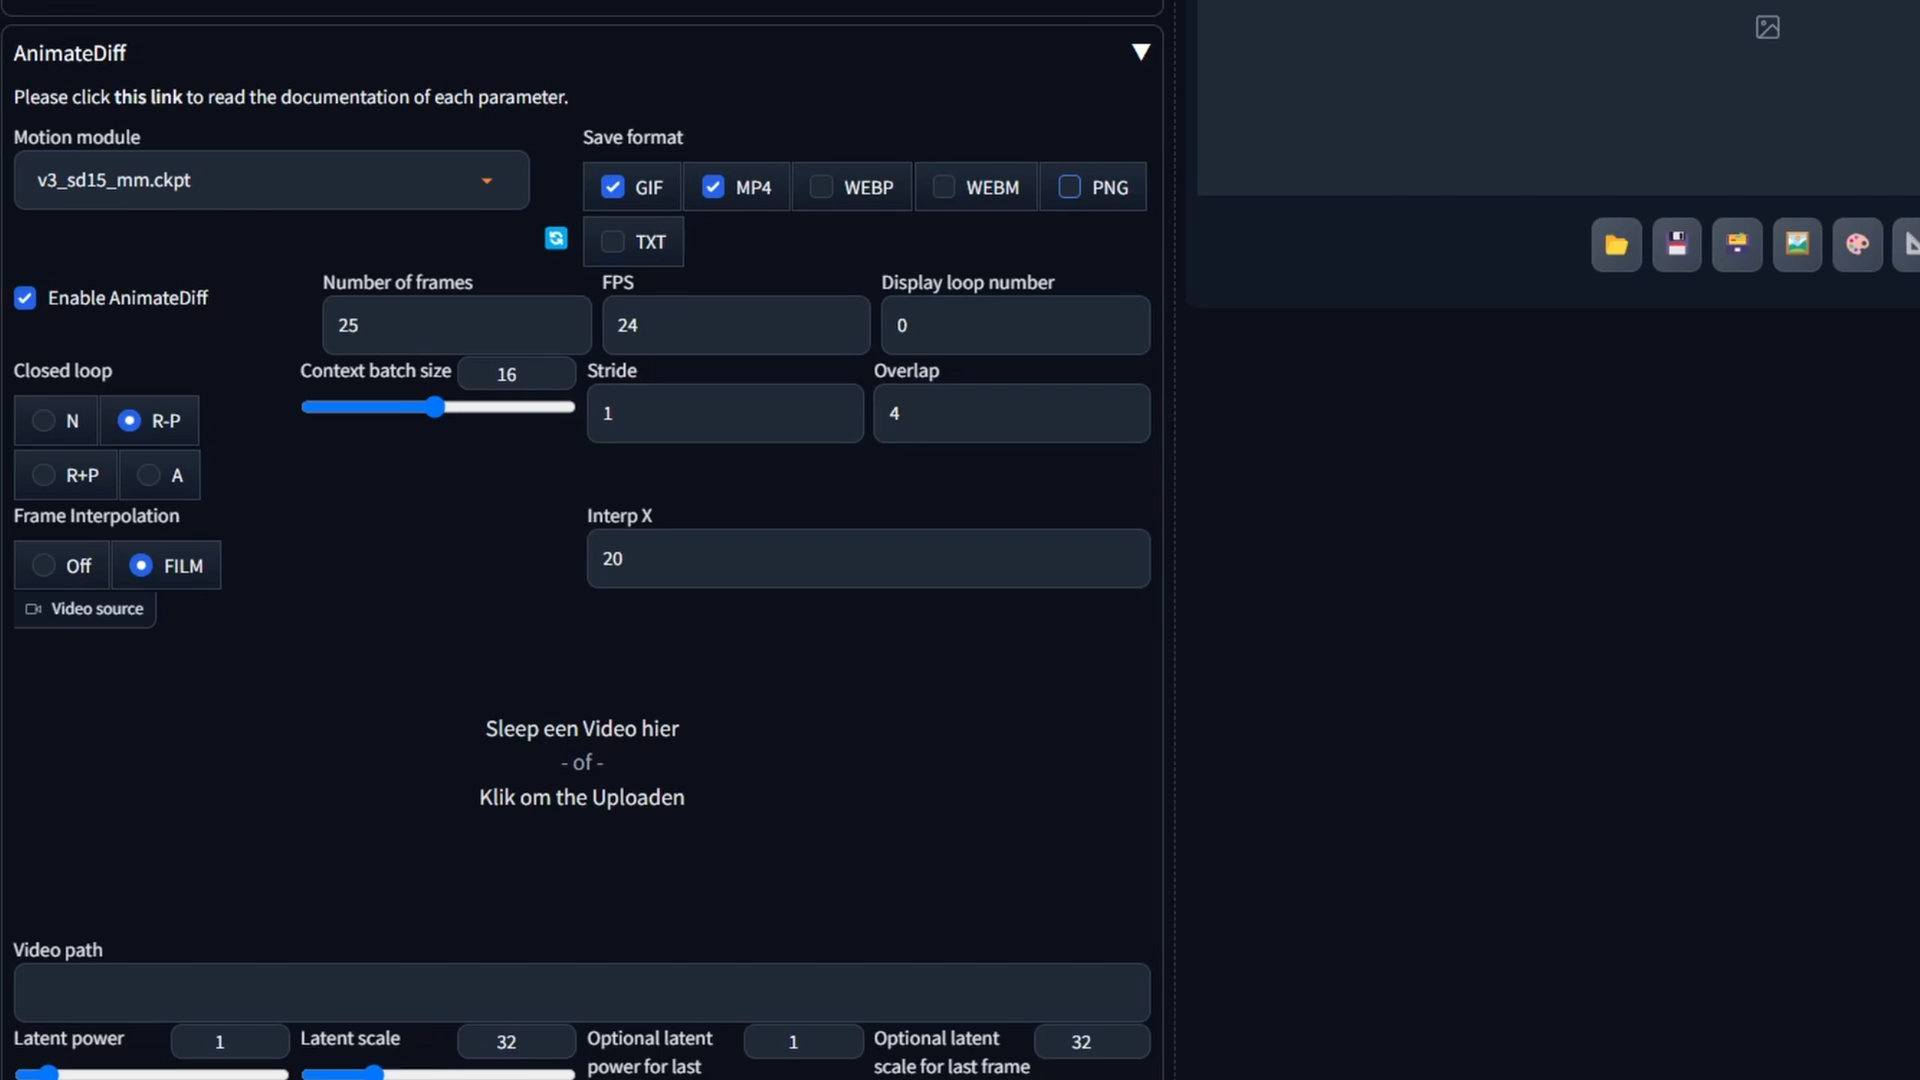 AnimateDiff
Please click this link to read the documentation of each parameter.
Motion module
Save format
v3_sd15_mm.ckpt
GIF
MP4
WEBP
WEBM
PNG
TXT
Enable AnimateDiff
Number of frames
25
FPS
24
Display loop number
0
Closed loop
N
R-P
R+P
A
Context batch size
16
Stride
1
Overlap
4
Frame Interpolation
Off
FILM
Interp X
20
Video source
Sleep een Video hier
- of -
Klik om the Uploaden
Video path
Latent power
1
Latent scale
32
Optional latent
power for last
1
Optional latent
scale for last frame
32